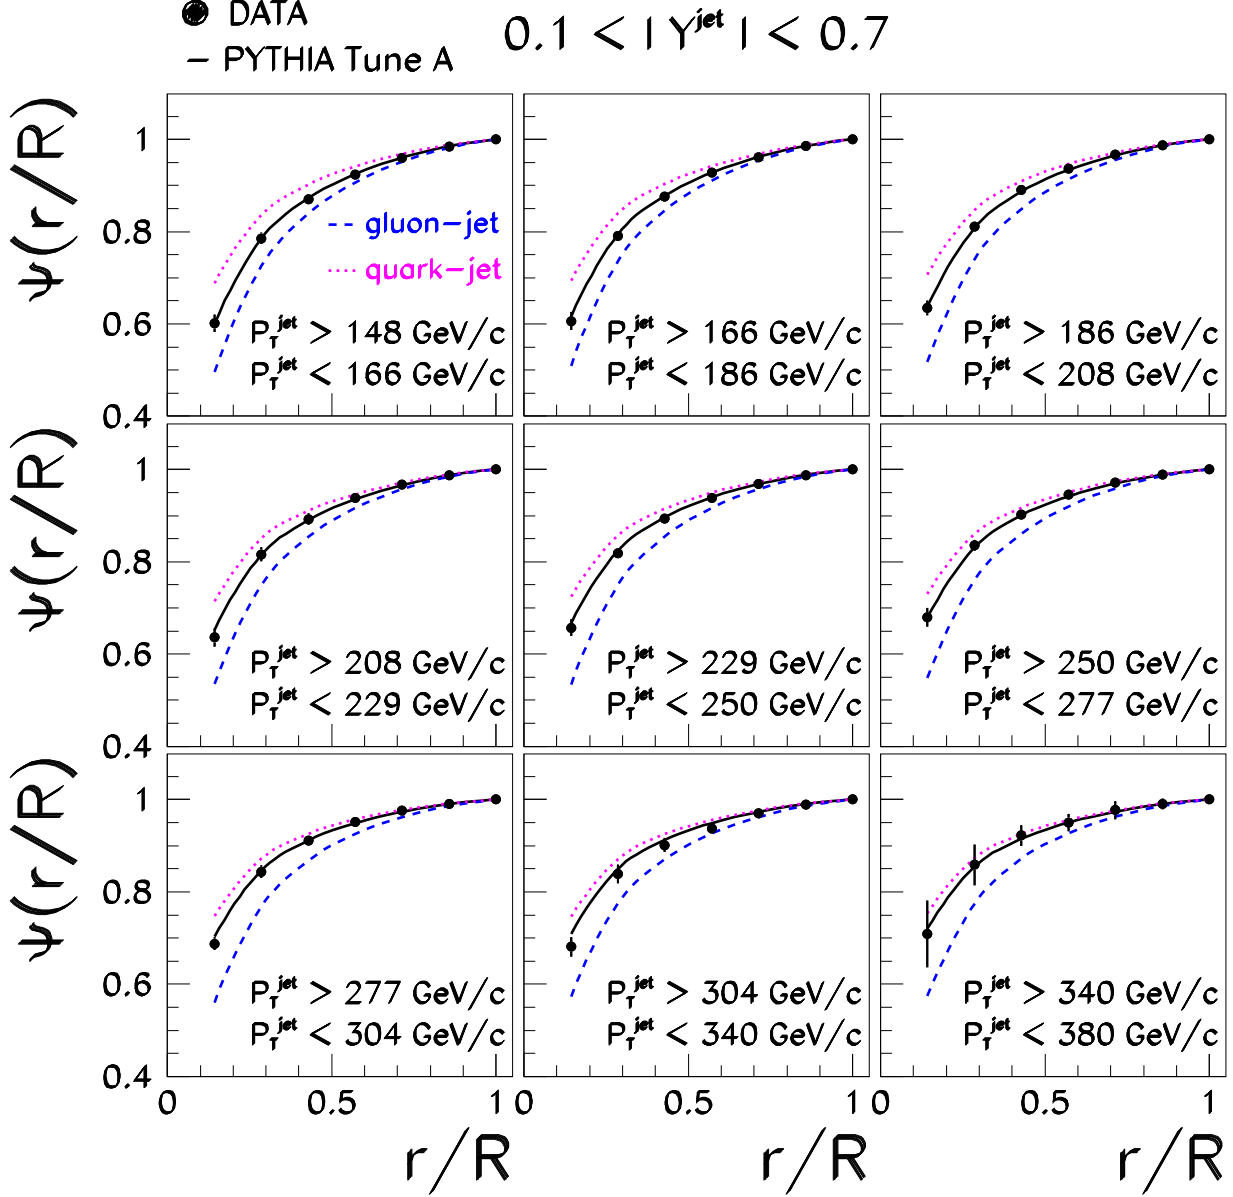 DATA
PYTHIA Tune A
0.1 < | Y^jet | < 0.7
ψ(r/R)
1
0.8
0.6
0.4
gluon-jet
quark-jet
P_T^jet > 148 GeV/c
P_T^jet < 166 GeV/c
P_T^jet > 166 GeV/c
P_T^jet < 186 GeV/c
P_T^jet > 186 GeV/c
P_T^jet < 208 GeV/c
ψ(r/R)
1
0.8
0.6
0.4
P_T^jet > 208 GeV/c
P_T^jet < 229 GeV/c
P_T^jet > 229 GeV/c
P_T^jet < 250 GeV/c
P_T^jet > 250 GeV/c
P_T^jet < 277 GeV/c
ψ(r/R)
1
0.8
0.6
0.4
P_T^jet > 277 GeV/c
P_T^jet < 304 GeV/c
P_T^jet > 304 GeV/c
P_T^jet < 340 GeV/c
P_T^jet > 340 GeV/c
P_T^jet < 380 GeV/c
0 0.5 1 0 0.5 1 0 0.5 1
r/R r/R r/R